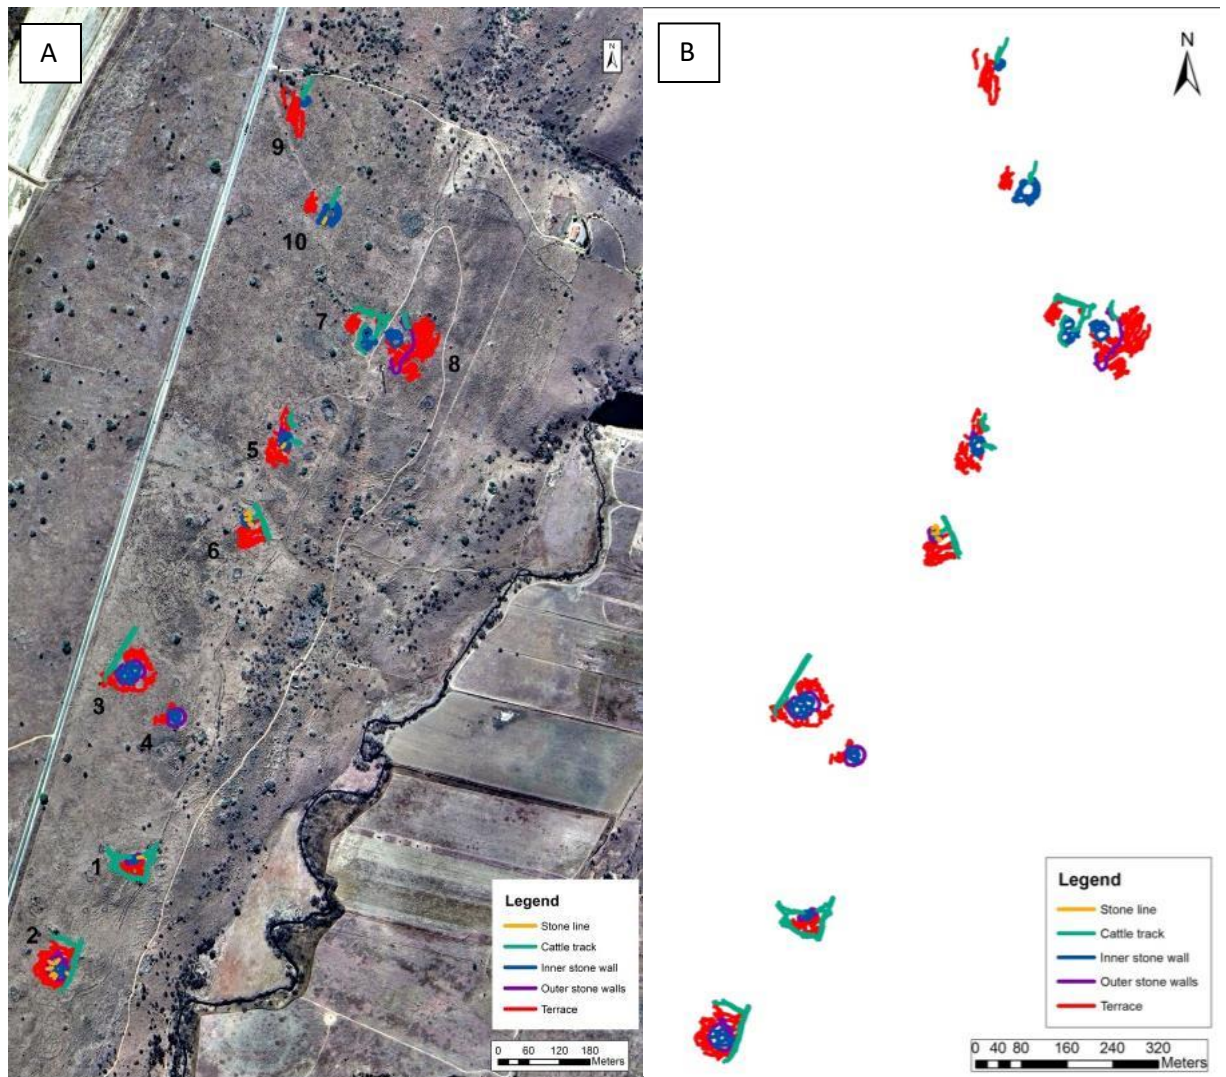 A
N
9
10
7
8
5
6
3
4
1
2
Legend
Stone line
Cattle track
Inner stone wall
Outer stone walls
Terrace
0 60 120 180
Meters
B
N
Legend
Stone line
Cattle track
Inner stone wall
Outer stone walls
Terrace
0 40 80 160 240 320
Meters